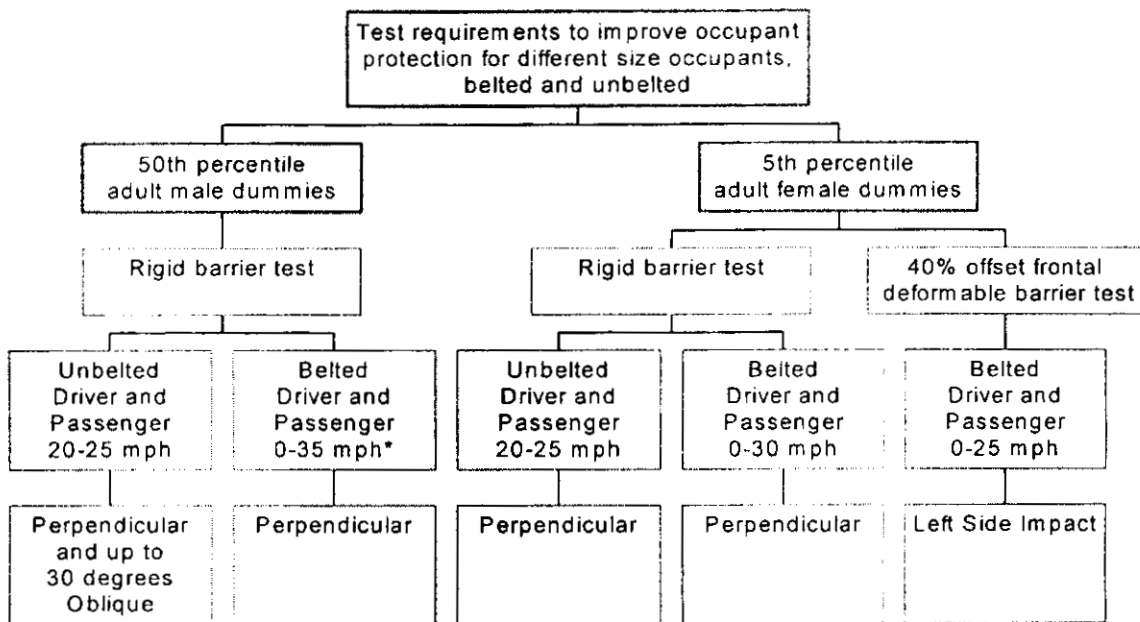 Test requirements to improve occupant
protection for different size occupants,
belted and unbelted
50th percentile
adult male dummies
5th percentile
adult female dummies
Rigid barrier test
Rigid barrier test
40% offset frontal
deformable barrier test
Unbelted
Driver and
Passenger
20-25 mph
Belted
Driver and
Passenger
0-35 mph*
Unbelted
Driver and
Passenger
20-25 mph
Belted
Driver and
Passenger
0-30 mph
Belted
Driver and
Passenger
0-25 mph
Perpendicular
and up to
30 degrees
Oblique
Perpendicular
Perpendicular
Perpendicular
Left Side Impact